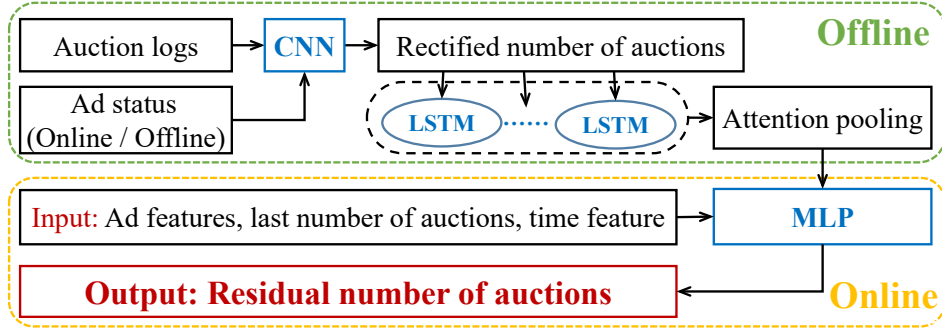 Auction logs
CNN
Rectified number of auctions
Offline
Ad status
(Online / Offline)
LSTM
......
LSTM
Attention pooling
Input: Ad features, last number of auctions, time feature
MLP
Output: Residual number of auctions
Online